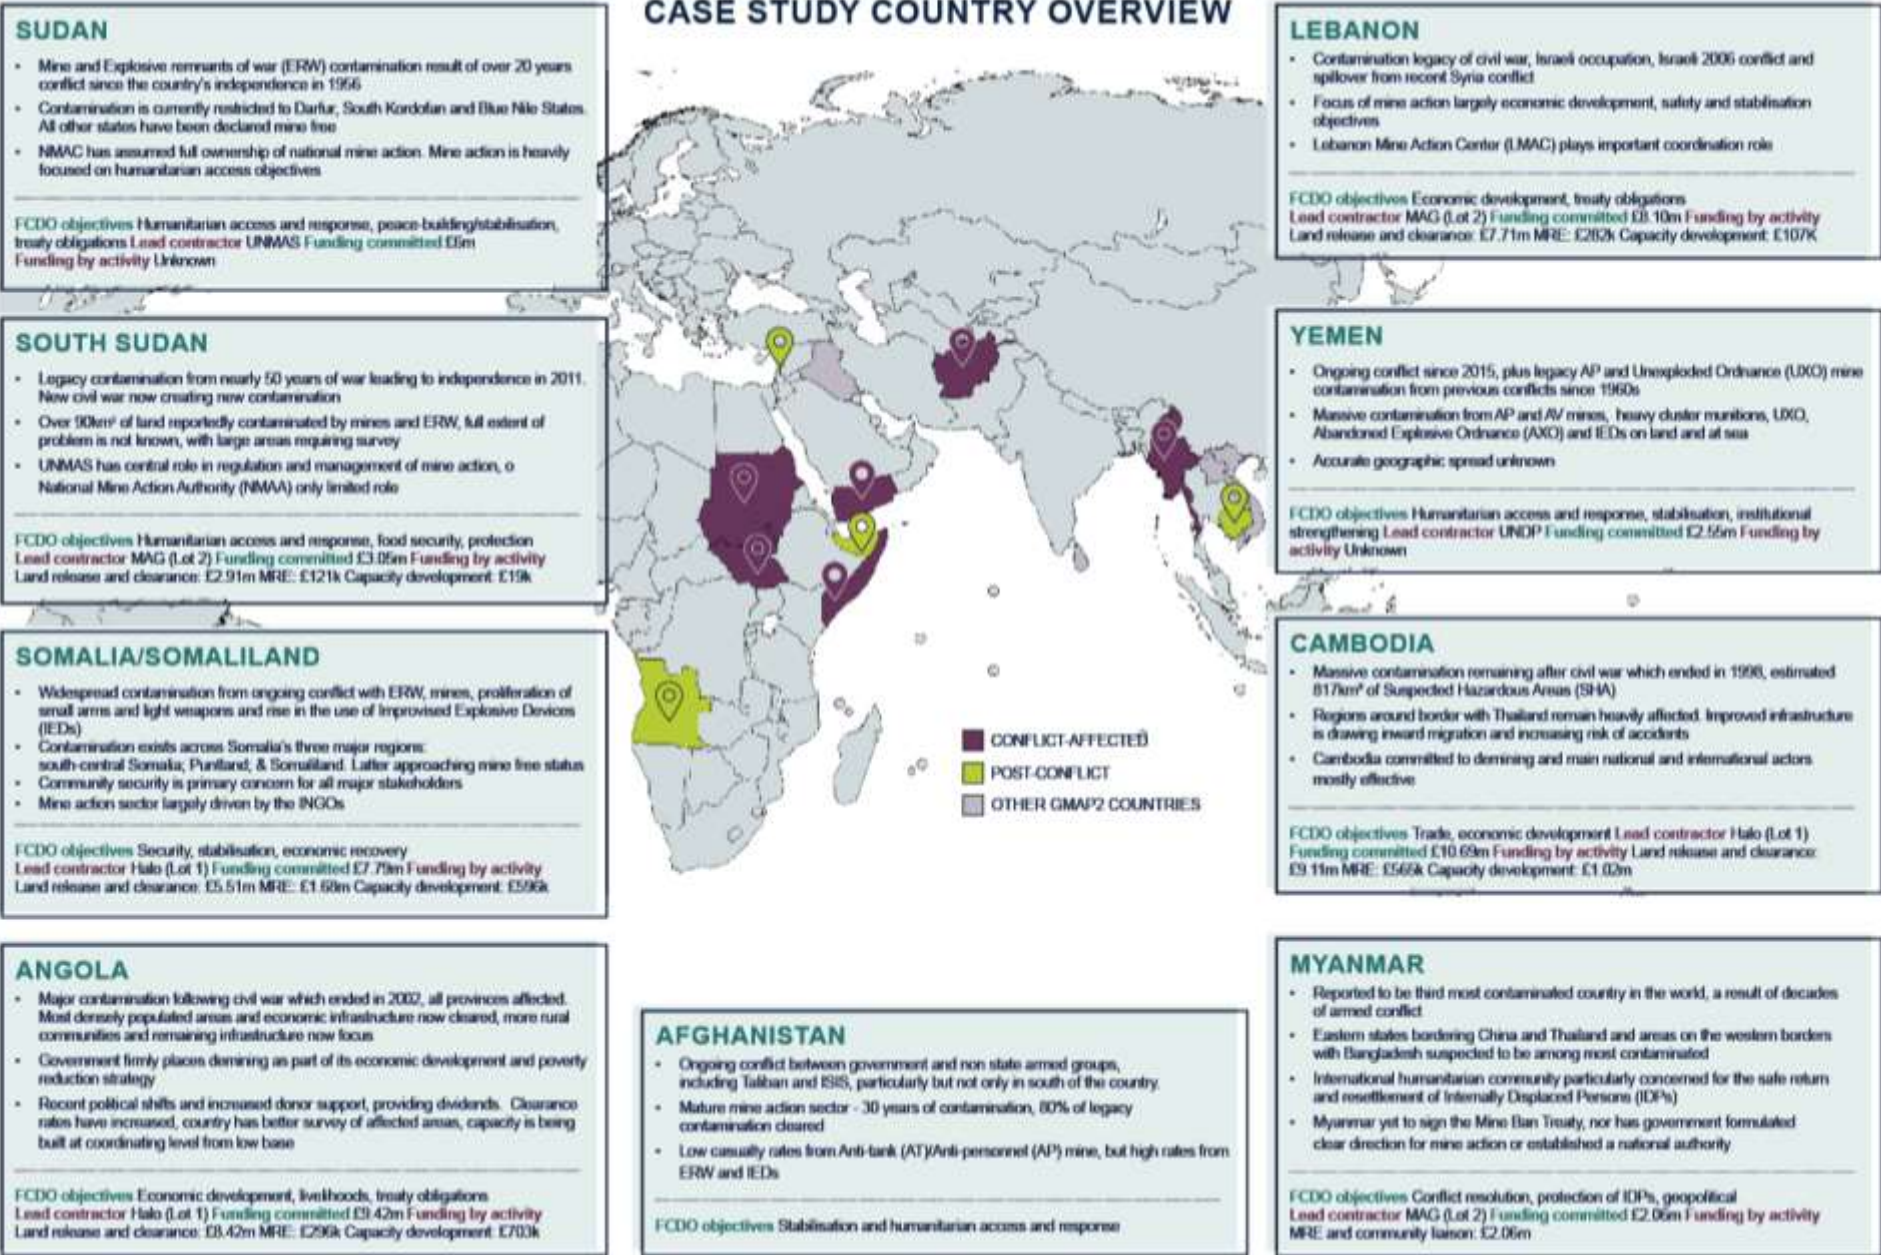 CASE STUDY COUNTRY OVERVIEW
SUDAN
• Mine and Explosive remnants of war (ERW) contamination result of over 20 years
conflict since the country's independence in 1956
• Contamination is currently restricted to Darfur, South Kordofan and Blue Nile States.
All other states have been declared mine free
• NMAC has assumed full ownership of national mine action. Mine action is heavily
focused on humanitarian access objectives
FCDO objectives Humanitarian access and response, peace-building/stabilisation,
treaty obligations Lead contractor UNMAS Funding committed £6m
Funding by activity Unknown
SOUTH SUDAN
• Legacy contamination from nearly 50 years of war leading to independence in 2011.
New civil war now creating new contamination
• Over 90km² of land reportedly contaminated by mines and ERW, full extent of
problem is not known, with large areas requiring survey
• UNMAS has central role in regulation and management of mine action, o
National Mine Action Authority (NMAA) only limited role
FCDO objectives Humanitarian access and response, food security, protection
Lead contractor MAG (Lot 2) Funding committed £3.05m Funding by activity
Land release and clearance: £2.91m MRE: £121k Capacity development: £19k
SOMALIA/SOMALILAND
• Widespread contamination from ongoing conflict with ERW, mines, proliferation of
small arms and light weapons and rise in the use of Improvised Explosive Devices
(IEDs)
• Contamination exists across Somalia's three major regions:
south-central Somalia; Puntland; & Somaliland. Latter approaching mine free status
• Community security is primary concern for all major stakeholders
• Mine action sector largely driven by the INGOs
FCDO objectives Security, stabilisation, economic recovery
Lead contractor Halo (Lot 1) Funding committed £7.79m Funding by activity
Land release and clearance: £5.51m MRE: £1.68m Capacity development: £596k
ANGOLA
• Major contamination following civil war which ended in 2002, all provinces affected.
Most densely populated areas and economic infrastructure now cleared, more rural
communities and remaining infrastructure now focus
• Government firmly places demining as part of its economic development and poverty
reduction strategy
• Recent political shifts and increased donor support, providing dividends. Clearance
rates have increased, country has better survey of affected areas, capacity is being
built at coordinating level from low base
FCDO objectives Economic development, livelihoods, treaty obligations
Lead contractor Halo (Lot 1) Funding committed £9.42m Funding by activity
Land release and clearance: £8.42m MRE: £296k Capacity development: £703k
CONFLICT-AFFECTED
POST-CONFLICT
OTHER GMAP2 COUNTRIES
AFGHANISTAN
• Ongoing conflict between government and non state armed groups,
including Taliban and ISIS, particularly but not only in south of the country.
• Mature mine action sector - 30 years of contamination, 80% of legacy
contamination cleared
• Low casualty rates from Anti-tank (AT)/Anti-personnel (AP) mine, but high rates from
ERW and IEDs
FCDO objectives Stabilisation and humanitarian access and response
LEBANON
• Contamination legacy of civil war, Israeli occupation, Israeli 2006 conflict and
spillover from recent Syria conflict
• Focus of mine action largely economic development, safety and stabilisation
objectives
• Lebanon Mine Action Center (LMAC) plays important coordination role
FCDO objectives Economic development, treaty obligations
Lead contractor MAG (Lot 2) Funding committed £8.10m Funding by activity
Land release and clearance: £7.71m MRE: £282k Capacity development: £107K
YEMEN
• Ongoing conflict since 2015, plus legacy AP and Unexploded Ordnance (UXO) mine
contamination from previous conflicts since 1960s
• Massive contamination from AP and AV mines, heavy cluster munitions, UXO,
Abandoned Explosive Ordnance (AXO) and IEDs on land and at sea
• Accurate geographic spread unknown
FCDO objectives Humanitarian access and response, stabilisation, institutional
strengthening Lead contractor UNDP Funding committed £2.55m Funding by
activity Unknown
CAMBODIA
• Massive contamination remaining after civil war which ended in 1998, estimated
817km² of Suspected Hazardous Areas (SHA)
• Regions around border with Thailand remain heavily affected. Improved infrastructure
is drawing inward migration and increasing risk of accidents
• Cambodia committed to demining and main national and international actors
mostly effective
FCDO objectives Trade, economic development Lead contractor Halo (Lot 1)
Funding committed £10.69m Funding by activity Land release and clearance:
£9.11m MRE: £565k Capacity development: £1.02m
MYANMAR
• Reported to be third most contaminated country in the world, a result of decades
of armed conflict
• Eastern states bordering China and Thailand and areas on the western borders
with Bangladesh suspected to be among most contaminated
• International humanitarian community particularly concerned for the safe return
and resettlement of Internally Displaced Persons (IDPs)
• Myanmar yet to sign the Mine Ban Treaty, nor has government formulated
clear direction for mine action or established a national authority
FCDO objectives Conflict resolution, protection of IDPs, geopolitical
Lead contractor MAG (Lot 2) Funding committed £2.06m Funding by activity
MRE and community liaison: £2.06m